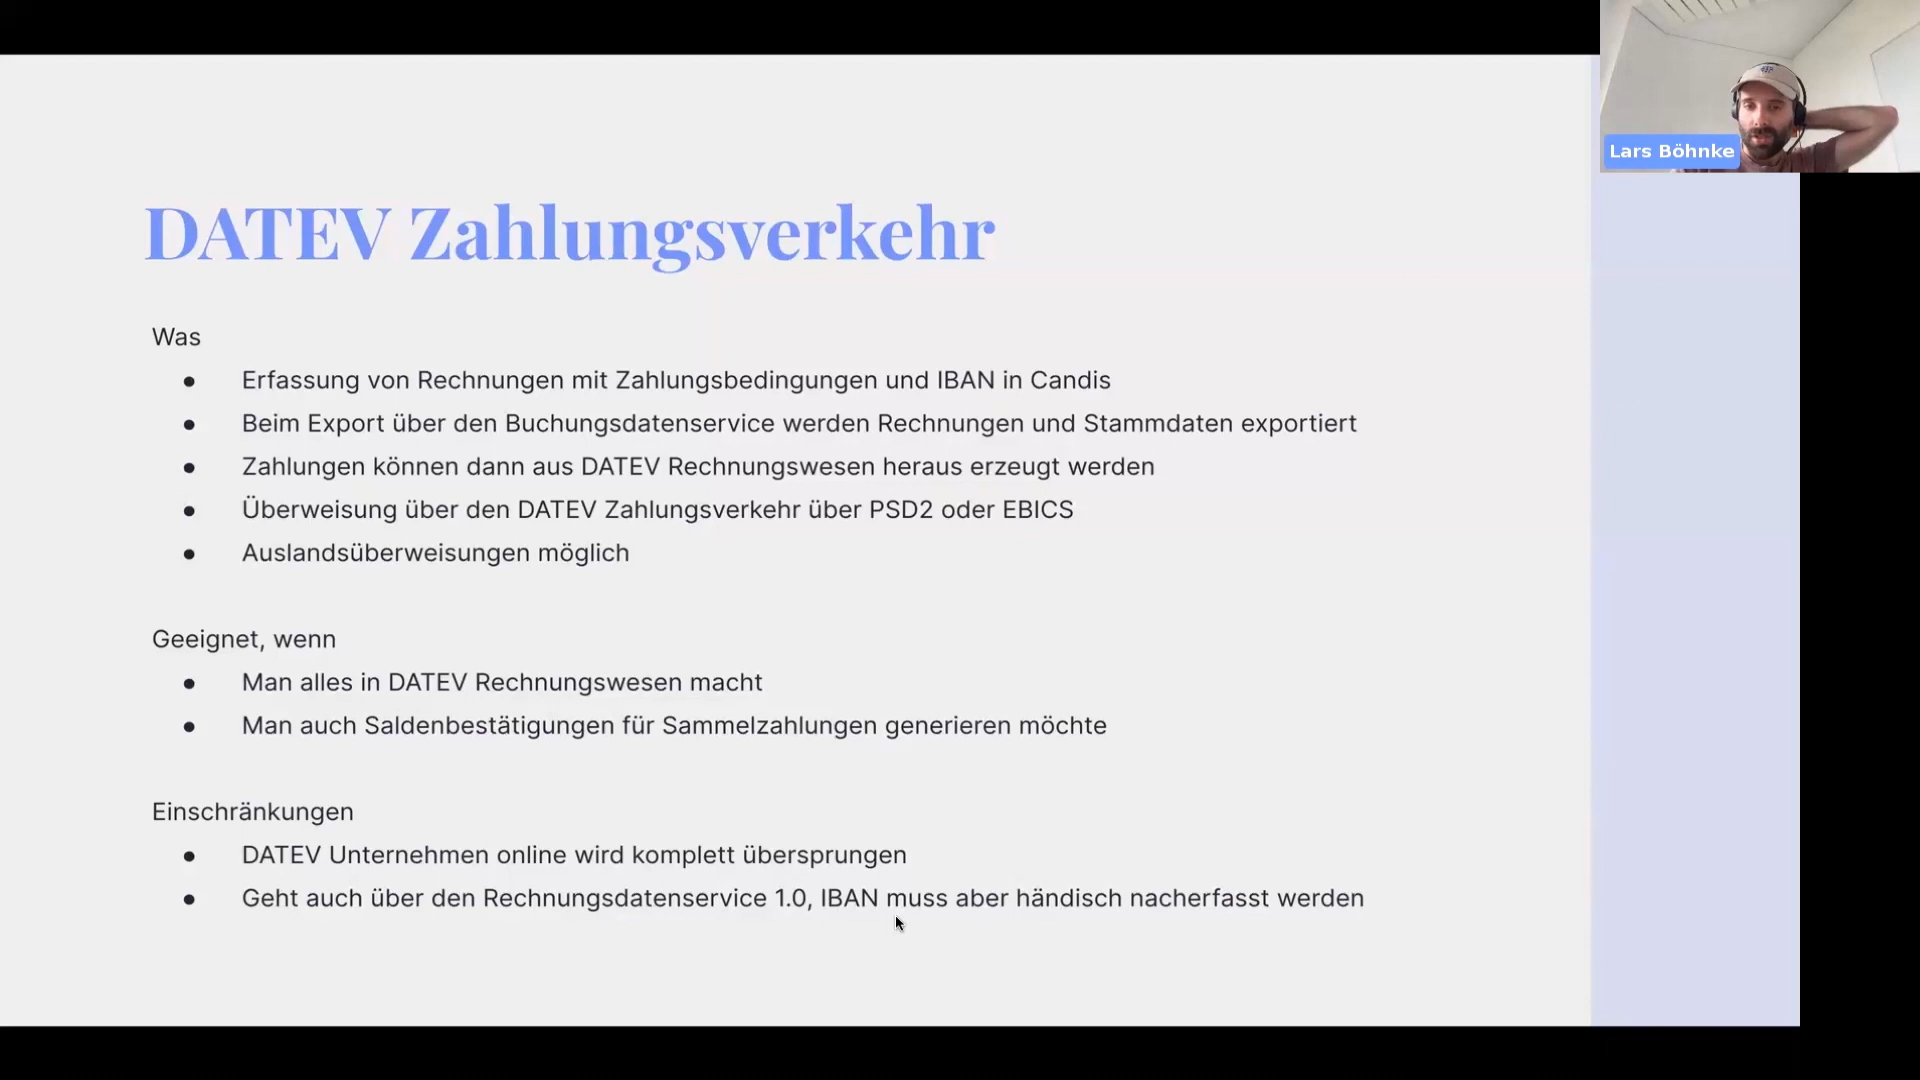 Lars Böhnke
DATEV Zahlungsverkehr
Was
● Erfassung von Rechnungen mit Zahlungsbedingungen und IBAN in Candis
● Beim Export über den Buchungsdatenservice werden Rechnungen und Stammdaten exportiert
● Zahlungen können dann aus DATEV Rechnungswesen heraus erzeugt werden
● Überweisung über den DATEV Zahlungsverkehr über PSD2 oder EBICS
● Auslandsüberweisungen möglich
Geeignet, wenn
● Man alles in DATEV Rechnungswesen macht
● Man auch Saldenbestätigungen für Sammelzahlungen generieren möchte
Einschränkungen
● DATEV Unternehmen online wird komplett übersprungen
● Geht auch über den Rechnungsdatenservice 1.0, IBAN muss aber händisch nacherfasst werden